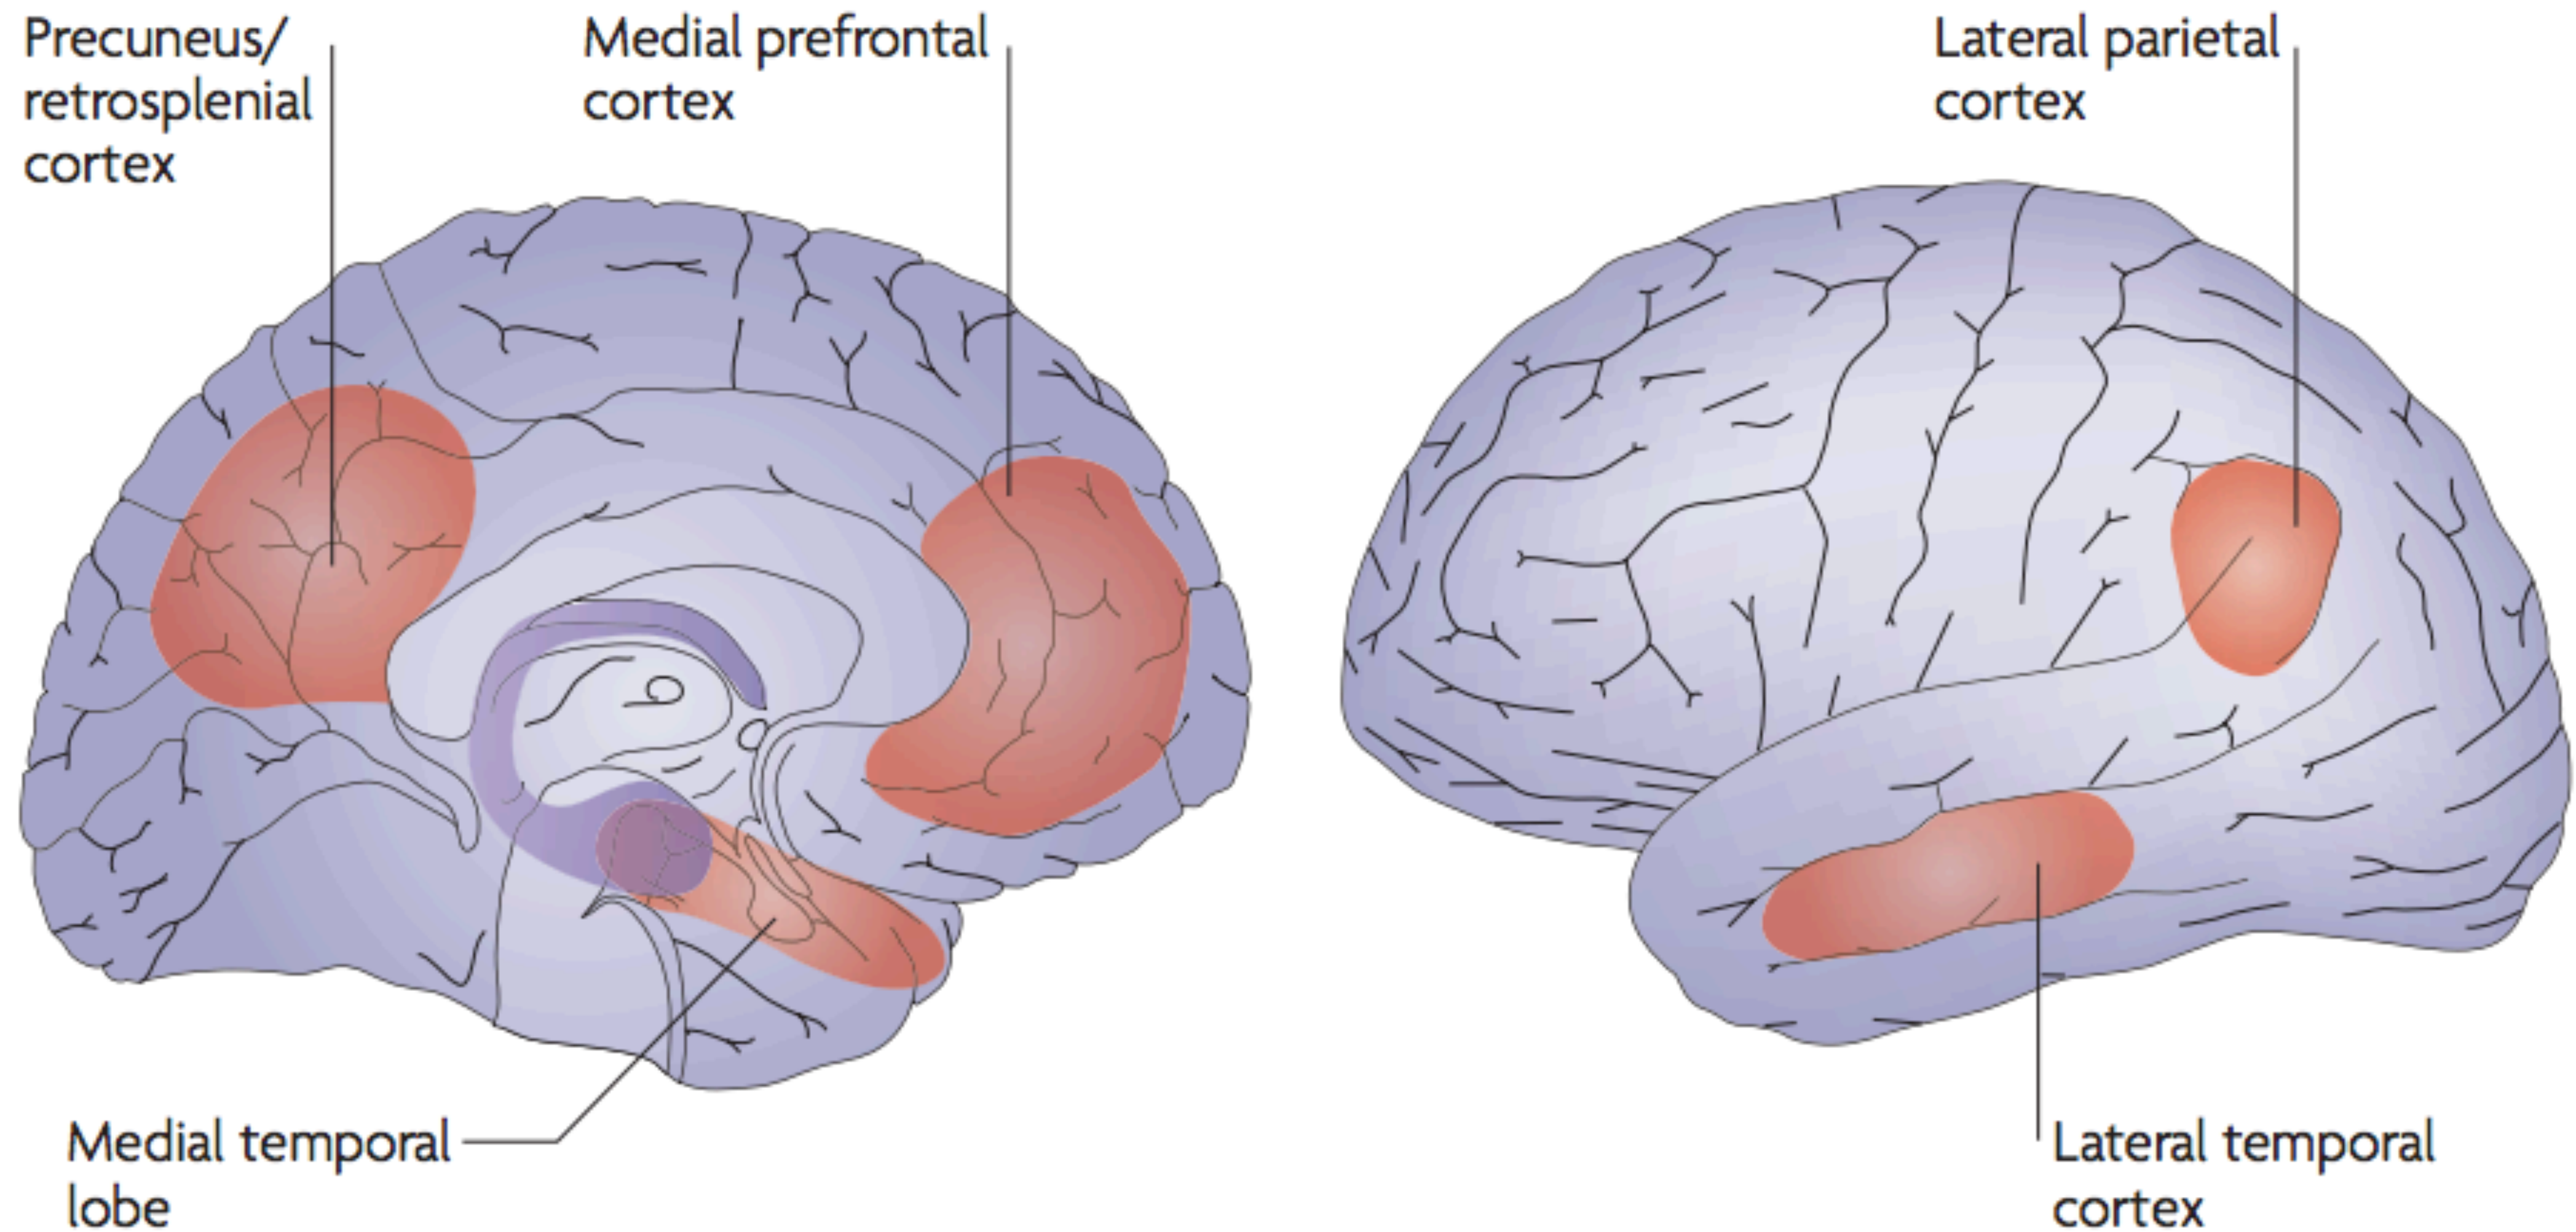 Precuneus/
retrosplenial
cortex
Medial prefrontal
cortex
Lateral parietal
cortex
Medial temporal
lobe
Lateral temporal
cortex